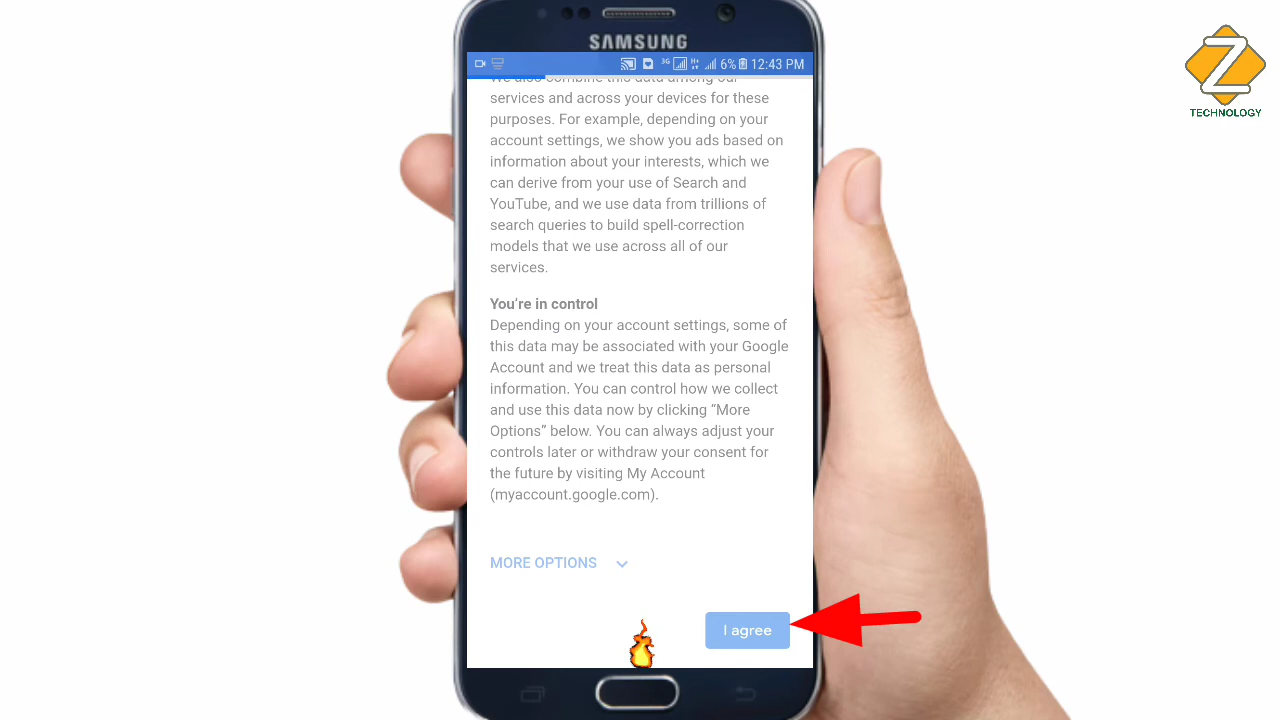 SAMSUNG
3G 6% 12:43 PM
We also combine this data among our
services and across your devices for these
purposes. For example, depending on your
account settings, we show you ads based on
information about your interests, which we
can derive from your use of Search and
YouTube, and we use data from trillions of
search queries to build spell-correction
models that we use across all of our
services.
You're in control
Depending on your account settings, some of
this data may be associated with your Google
Account and we treat this data as personal
information. You can control how we collect
and use this data now by clicking “More
Options” below. You can always adjust your
controls later or withdraw your consent for
the future by visiting My Account
(myaccount.google.com).
MORE OPTIONS
I agree
Z
TECHNOLOGY